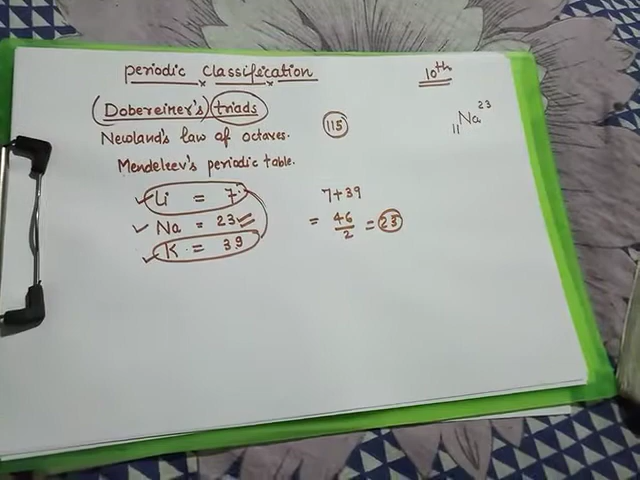 periodic classification
10th
(Dobereiner's) triads
Newland's law of octaves.
115
11Na23
Mendeleev's periodic table.
Li = 7
Na = 23
K = 39
7+39
= 46/2 = 23